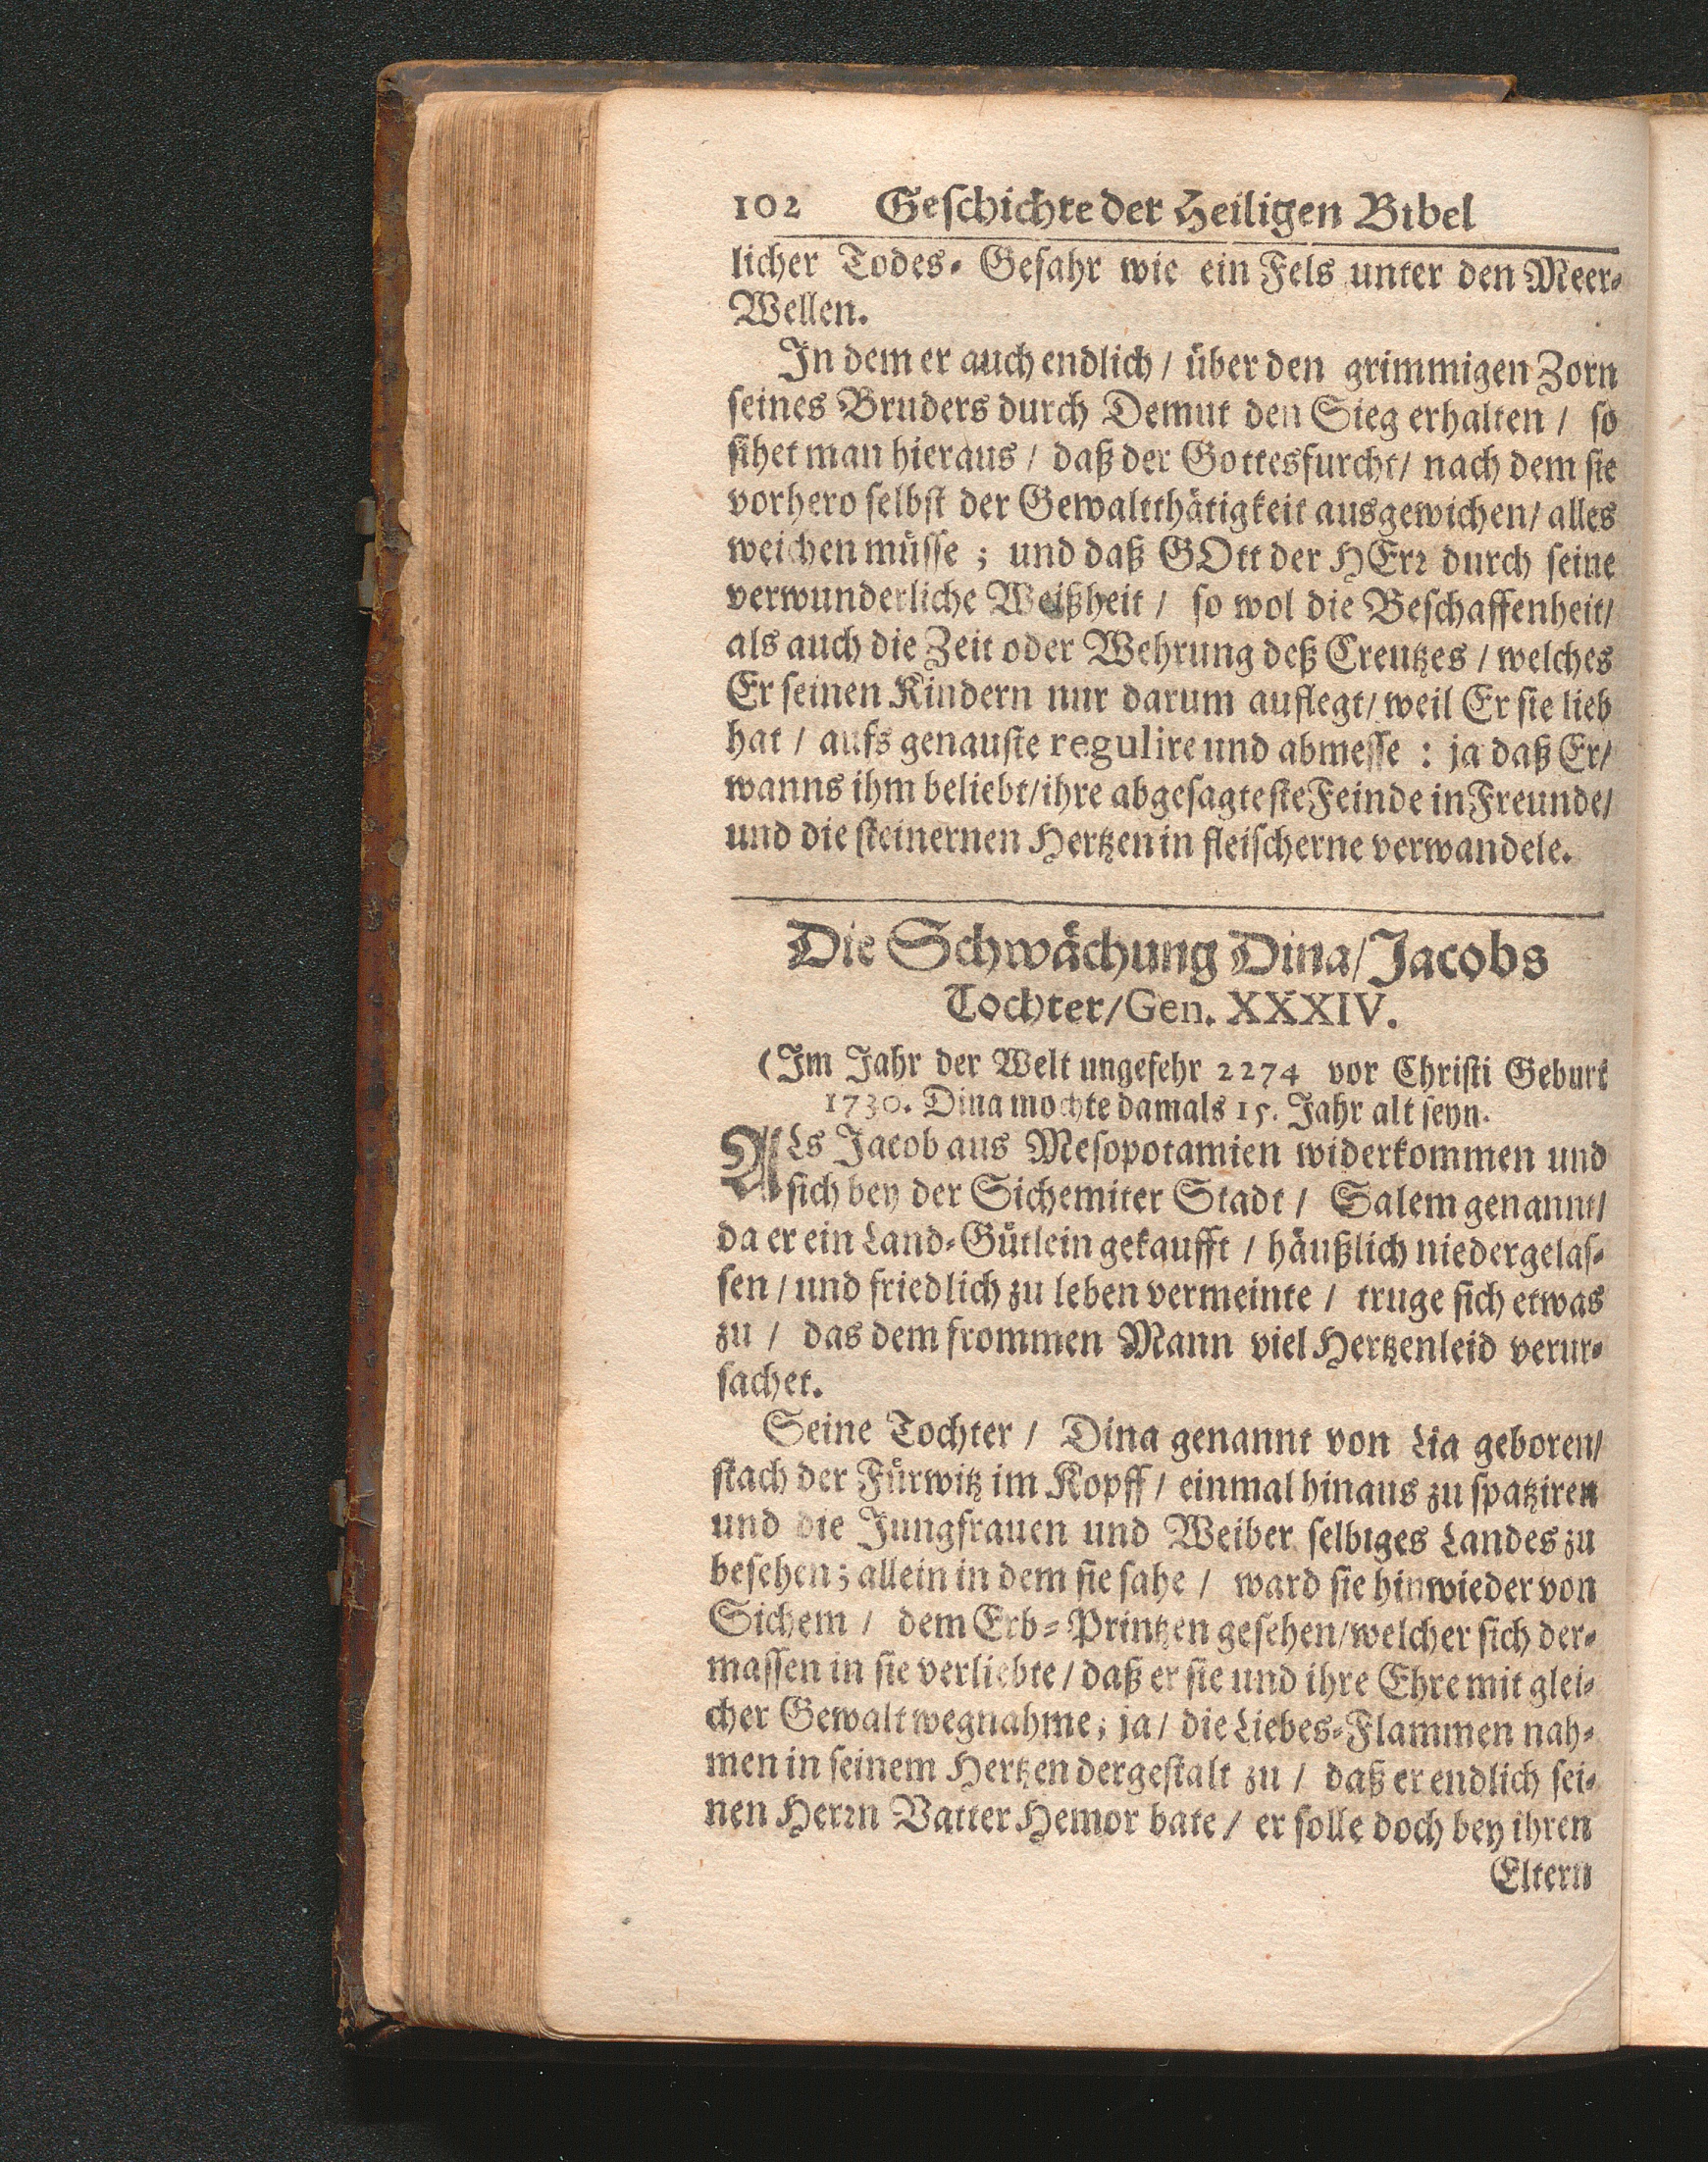 102 Geſchichte der Heiligen Bibel
licher Todes⸗ Gefahr wie ein Fels unter den Meer⸗
Wellen.
In dem er auch endlich / über den grimmigen Zorn
ſeines Bruders durch Demut den Sieg erhalten / ſo
ſihet man hieraus / daß der Gottesfurcht / nach dem ſie
vorhero ſelbſt der Gewaltthätigkeit ausgewichen / alles
weichen müſſe ; und daß GOtt der HErꝛ durch ſeine
verwunderliche Weißheit / ſo wol die Beſchaffenheit /
als auch die Zeit oder Wehrung deß Creutzes / welches
Er ſeinen Kindern nur darum auflegt / weil Er ſie lieb
hat / aufs genauſte regulire und abmeſſe : ja daß Er /
wanns ihm beliebt / ihre abgeſagteſte Feinde in Freunde /
und die ſteinernen Hertzen in fleiſcherne verwandele.
Die Schwächung Dina / Jacobs
Tochter / Gen. XXXIV.
(Im Jahr der Welt ungefehr 2274 vor Chriſti Geburt
1730. Dina mochte damals 15. Jahr alt ſeyn.
ALs Jacob aus Meſopotamien widerkommen und
ſich bey der Sichemiter Stadt / Salem genannt /
da er ein Land⸗Gütlein gekaufft / häußlich niedergelaſ⸗
ſen / und friedlich zu leben vermeinte / truge ſich etwas
zu / das dem frommen Mann viel Hertzenleid verur⸗
ſachet.
Seine Tochter / Dina genannt von Lia geboren /
ſtach der Fürwitz im Kopff / einmal hinaus zu ſpatziren
und die Jungfrauen und Weiber ſelbiges Landes zu
beſehen ; allein in dem ſie ſahe / ward ſie hinwieder von
Sichem / dem Erb⸗Printzen geſehen / welcher ſich der⸗
maſſen in ſie verliebte / daß er ſie und ihre Ehre mit glei⸗
cher Gewalt wegnahme ; ja / die Liebes⸗Flammen nah⸗
men in ſeinem Hertzen dergeſtalt zu / daß er endlich ſei⸗
nen Herꝛn Vatter Hemor bate / er ſolle doch bey ihren
Eltern